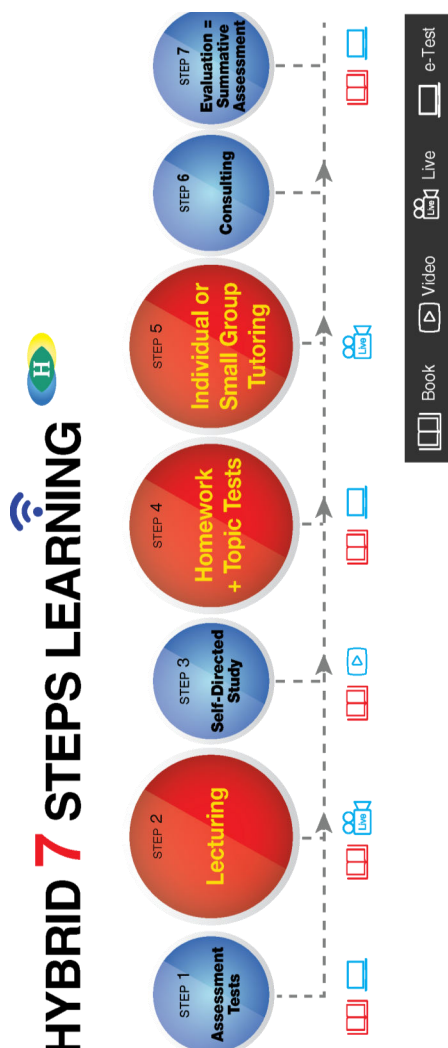 HYBRID 7 STEPS LEARNING
H
STEP 1
Assessment
Tests
STEP 2
Lecturing
STEP 3
Self-Directed
Study
STEP 4
Homework
+ Topic Tests
STEP 5
Individual or
Small Group
Tutoring
STEP 6
Consulting
STEP 7
Evaluation =
Summative
Assessment
Live
Live
Book
Video
Live
Live
e-Test